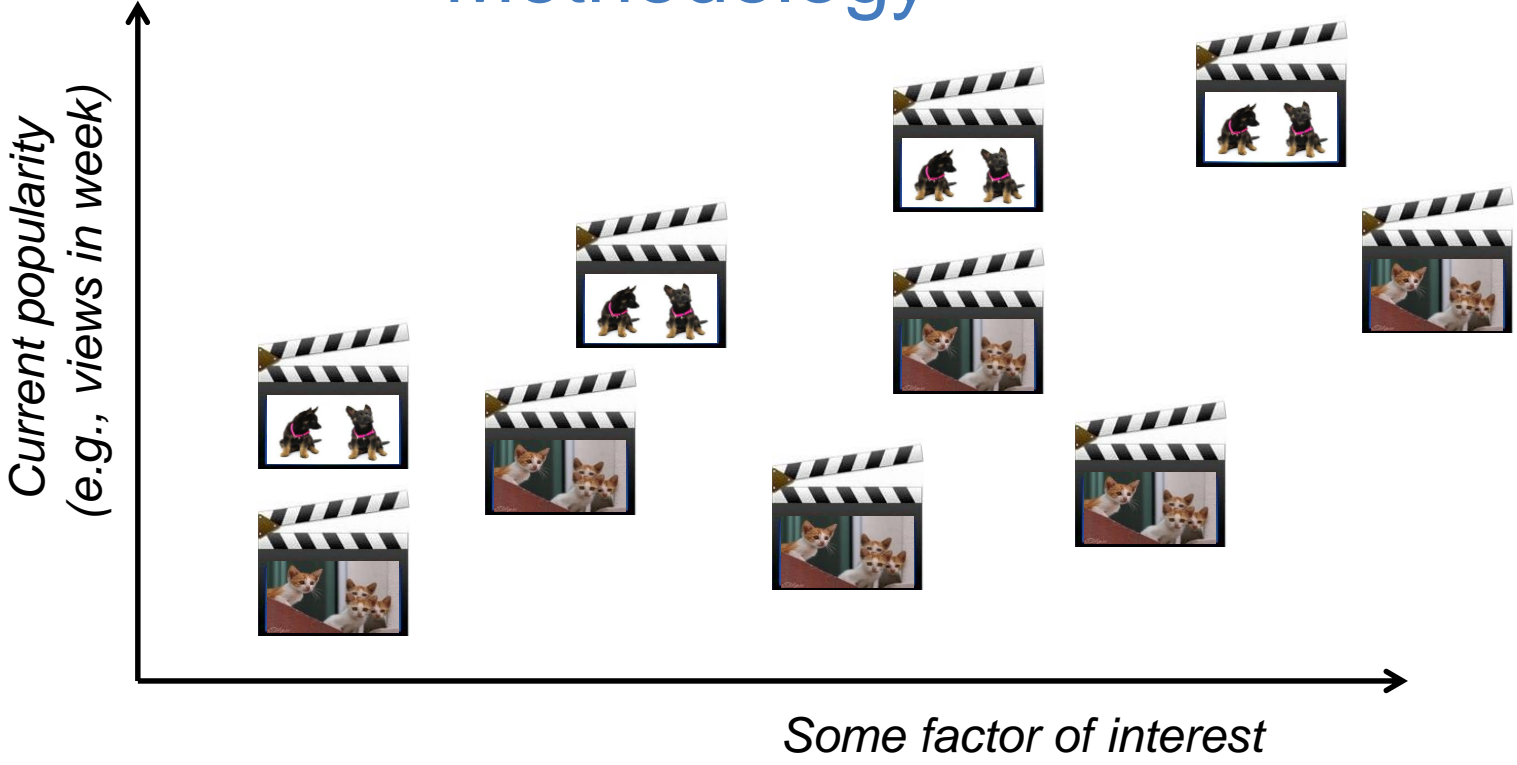 methodology
Current popularity
(e.g., views in week)
Some factor of interest